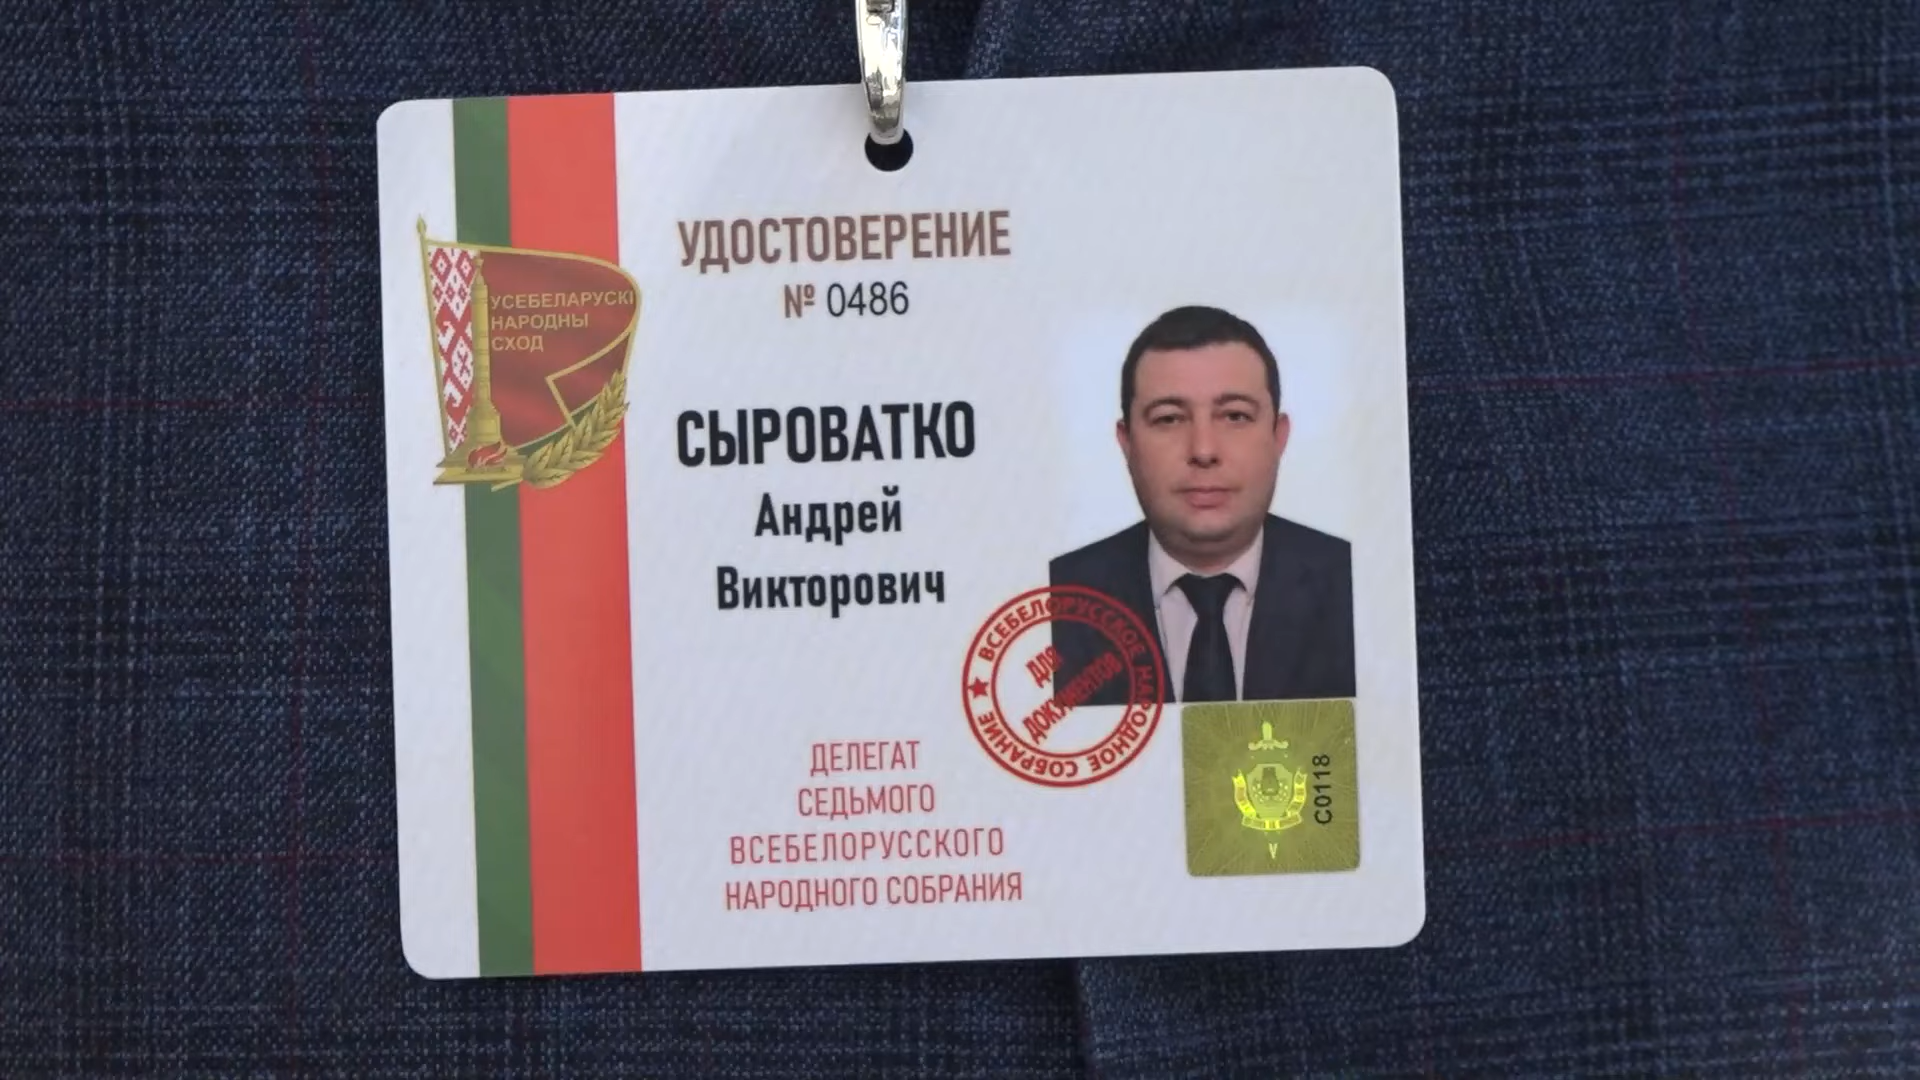 УДОСТОВЕРЕНИЕ
№ 0486
УСЕБЕЛАРУСКІ
НАРОДНЫ
СХОД
СЫРОВАТКО
Андрей
Викторович
ВСЕБЕЛОРУССКОЕ НАРОДНОЕ СОБРАНИЕ
ДЛЯ
ДОКУМЕНТОВ
ДЕЛЕГАТ
СЕДЬМОГО
ВСЕБЕЛОРУССКОГО
НАРОДНОГО СОБРАНИЯ
С0118